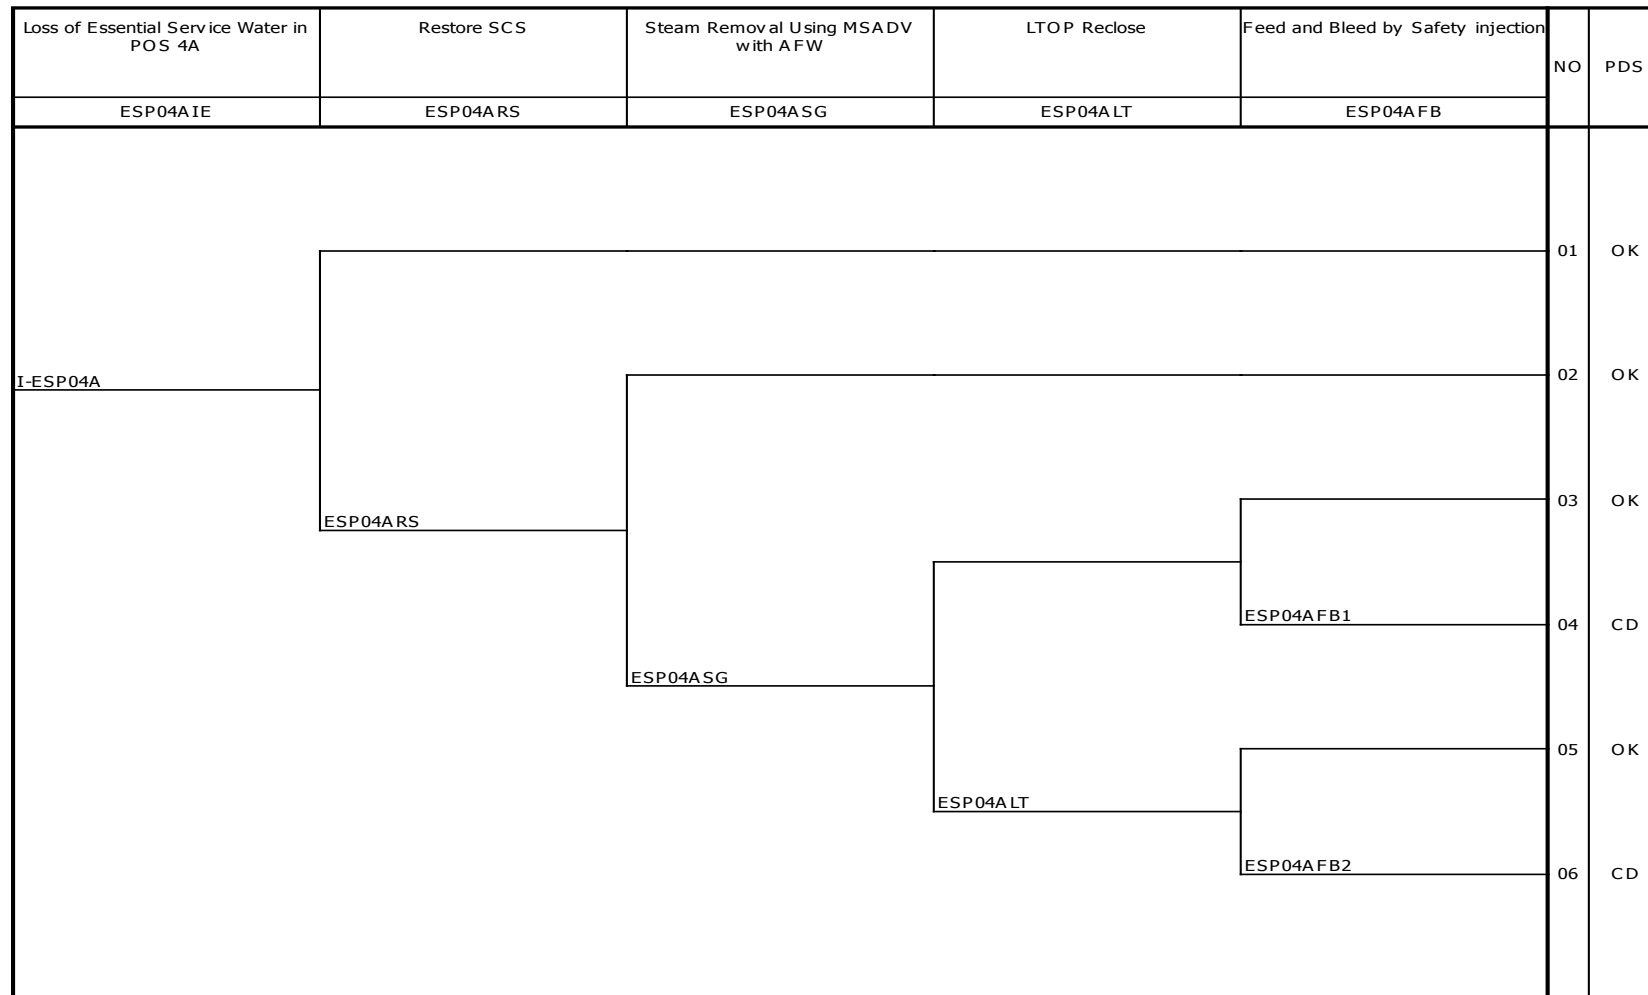 Loss of Essential Service Water in
POS 4A
Restore SCS
Steam Removal Using MSADV
with AFW
LTOP Reclose
Feed and Bleed by Safety injection
NO
PDS
ESP04AIE
ESP04ARS
ESP04ASG
ESP04ALT
ESP04AFB
01
OK
I-ESP04A
02
OK
03
OK
ESP04ARS
ESP04AFB1
04
CD
ESP04ASG
05
OK
ESP04ALT
ESP04AFB2
06
CD